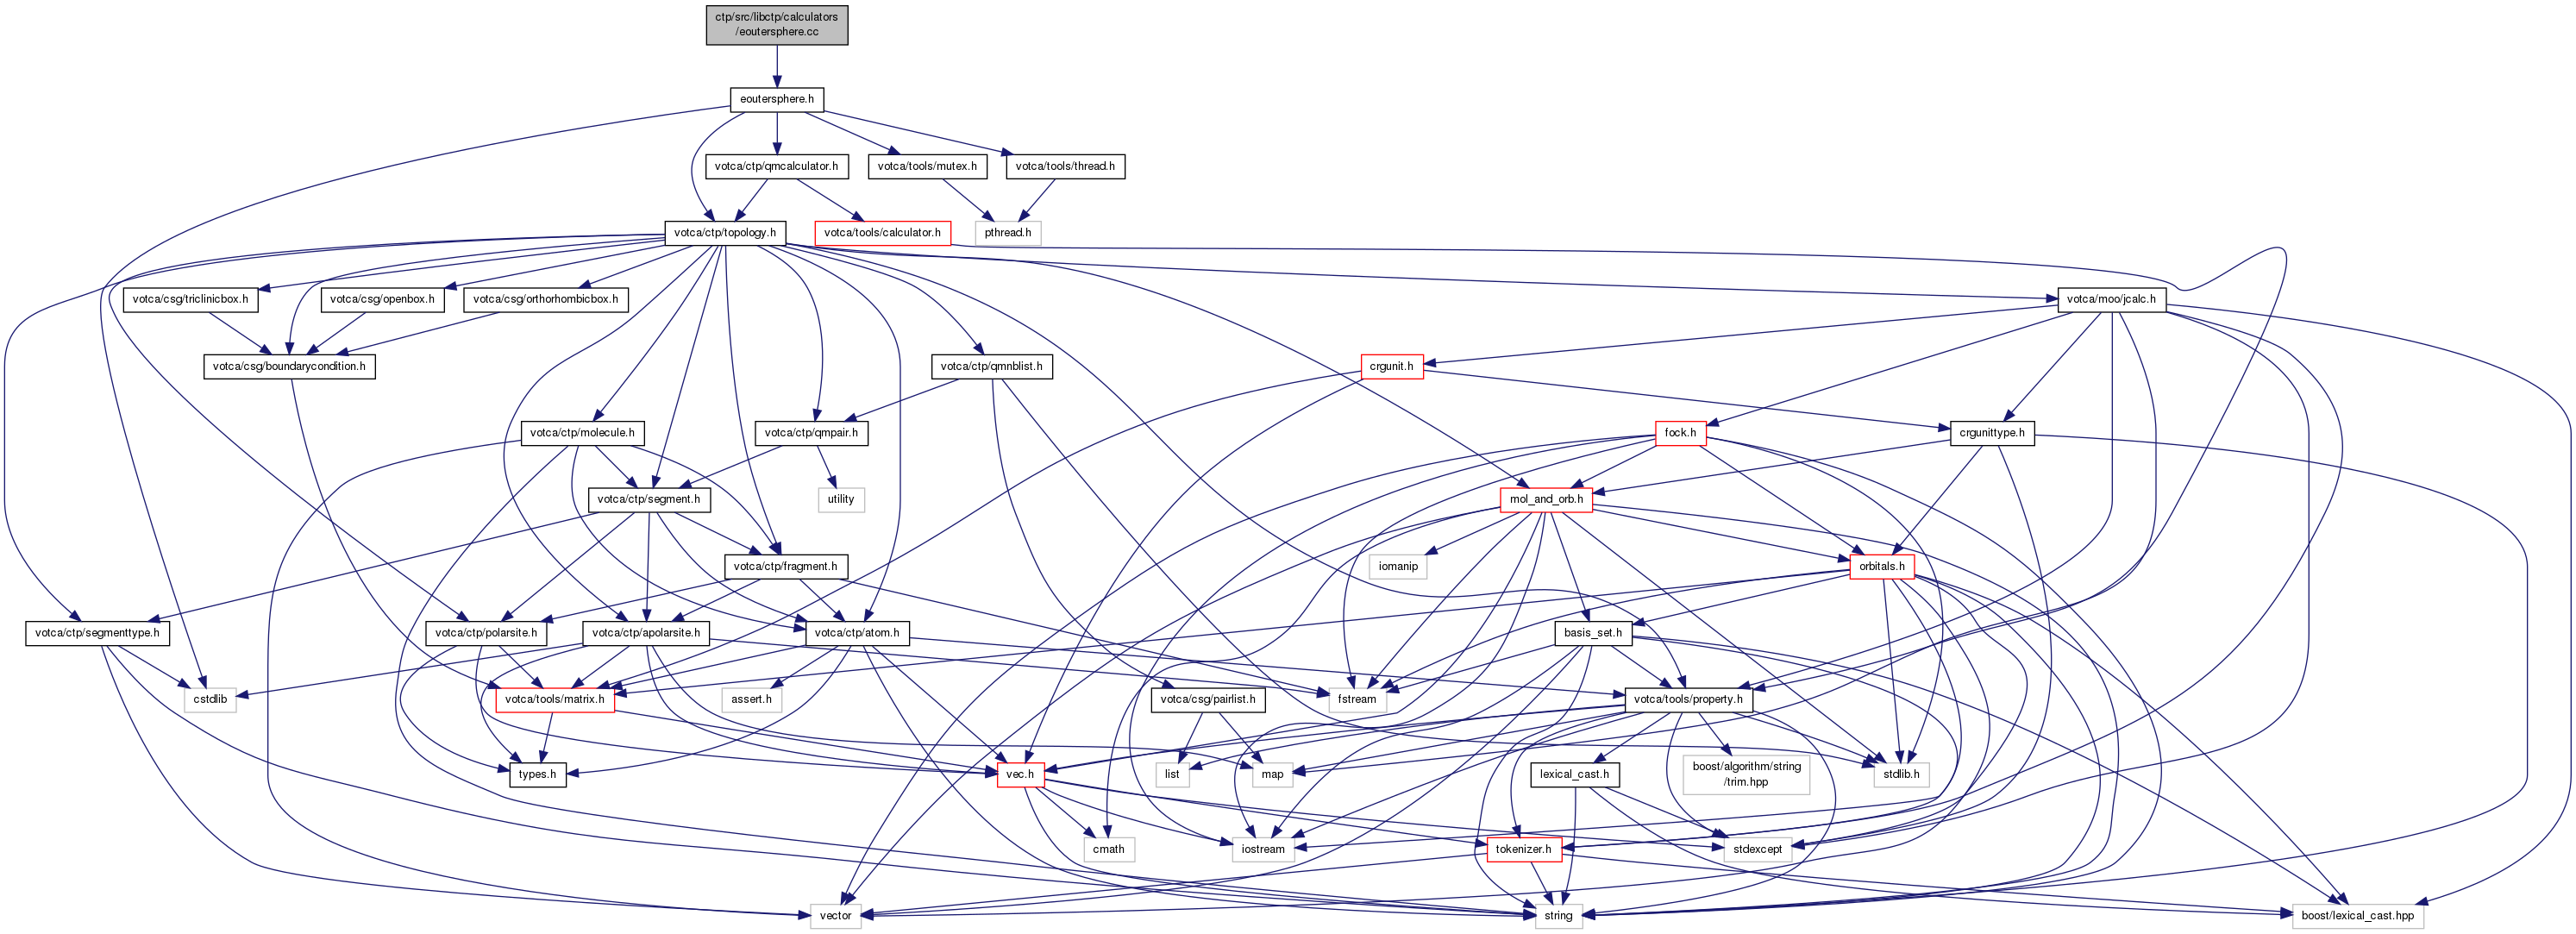 ctp/src/libctp/calculators
/eoutersphere.cc
eoutersphere.h
votca/ctp/qmcalculator.h
votca/tools/mutex.h
votca/tools/thread.h
votca/ctp/topology.h
votca/tools/calculator.h
pthread.h
votca/csg/triclinicbox.h
votca/csg/openbox.h
votca/csg/orthorhombicbox.h
votca/moo/jcalc.h
votca/csg/boundarycondition.h
votca/ctp/qmnblist.h
crgunit.h
votca/ctp/molecule.h
votca/ctp/qmpair.h
fock.h
crgunittype.h
votca/ctp/segment.h
utility
mol_and_orb.h
votca/ctp/fragment.h
iomanip
orbitals.h
votca/ctp/segmenttype.h
votca/ctp/polarsite.h
votca/ctp/apolarsite.h
votca/ctp/atom.h
basis_set.h
cstdlib
votca/tools/matrix.h
assert.h
votca/csg/pairlist.h
fstream
votca/tools/property.h
types.h
vec.h
list
map
lexical_cast.h
boost/algorithm/string
/trim.hpp
stdlib.h
cmath
iostream
tokenizer.h
stdexcept
vector
string
boost/lexical_cast.hpp